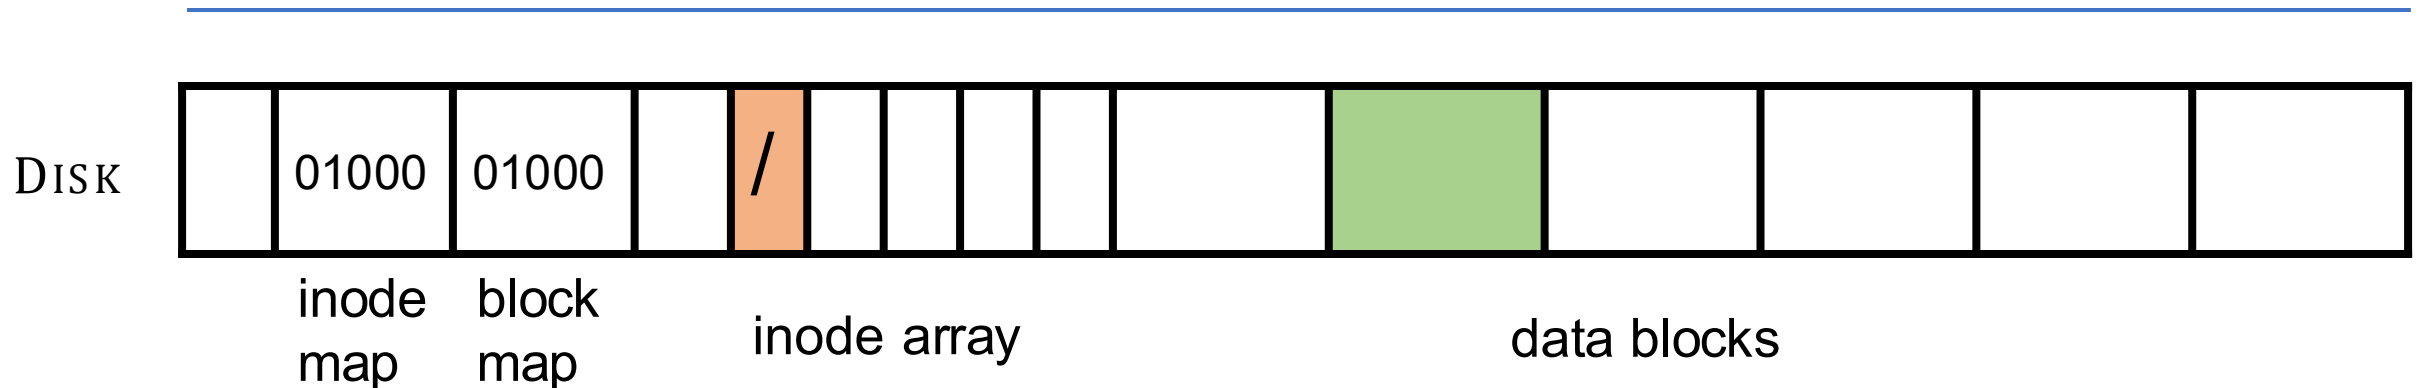 DISK
01000
01000
/
inode
map
block
map
inode array
data blocks